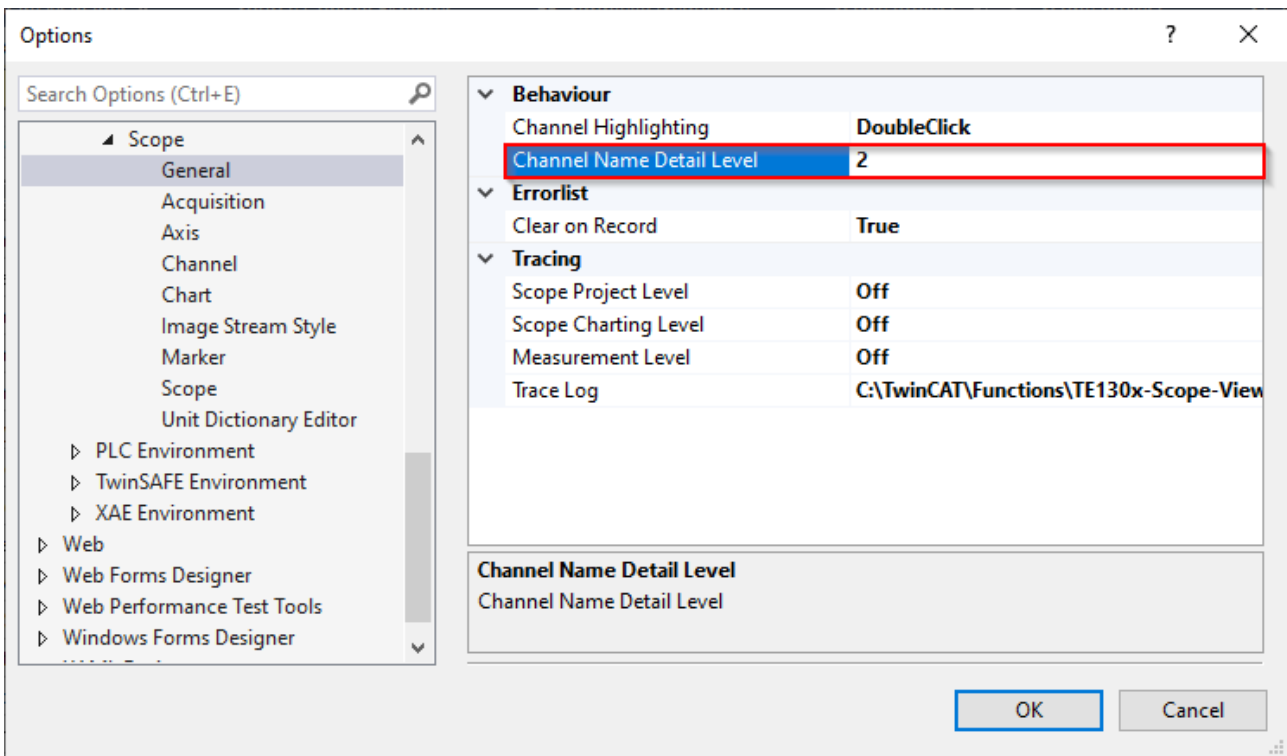 Options
?
Search Options (Ctrl+E)
Scope
General
Acquisition
Axis
Channel
Chart
Image Stream Style
Marker
Scope
Unit Dictionary Editor
PLC Environment
TwinSAFE Environment
XAE Environment
Web
Web Forms Designer
Web Performance Test Tools
Windows Forms Designer
Behaviour
Channel Highlighting DoubleClick
Channel Name Detail Level 2
Errorlist
Clear on Record True
Tracing
Scope Project Level Off
Scope Charting Level Off
Measurement Level Off
Trace Log C:\TwinCAT\Functions\TE130x-Scope-View
Channel Name Detail Level
Channel Name Detail Level
OK Cancel